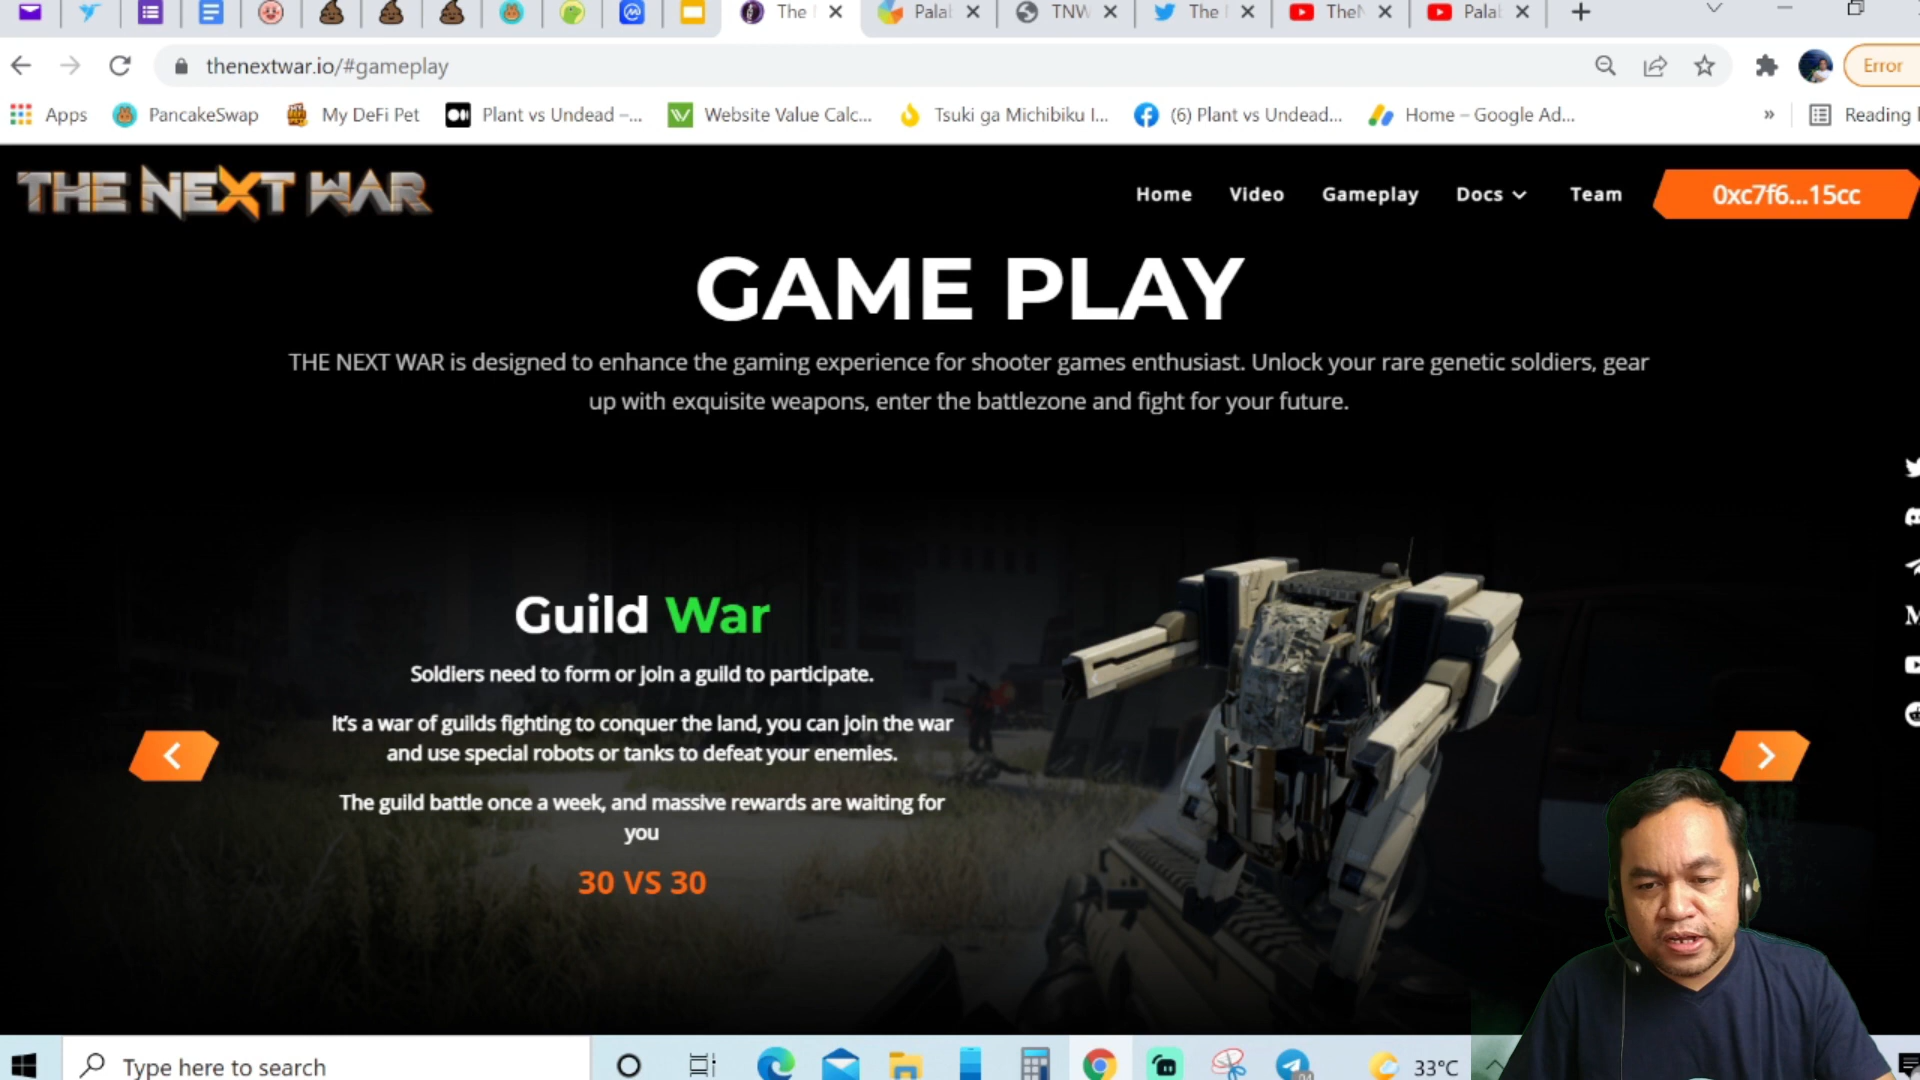 The
Palal
TNW
The
TheN
Palal
thenextwar.io/#gameplay
Error
Apps
PancakeSwap
My DeFi Pet
Plant vs Undead –...
Website Value Calc...
Tsuki ga Michibiku I...
(6) Plant vs Undead...
Home – Google Ad...
»
Reading
THE NEXT WAR
Home
Video
Gameplay
Docs
Team
0xc7f6...15cc
GAME PLAY
THE NEXT WAR is designed to enhance the gaming experience for shooter games enthusiast. Unlock your rare genetic soldiers, gear
up with exquisite weapons, enter the battlezone and fight for your future.
Guild War
Soldiers need to form or join a guild to participate.
It's a war of guilds fighting to conquer the land, you can join the war
and use special robots or tanks to defeat your enemies.
The guild battle once a week, and massive rewards are waiting for
you
30 VS 30
Type here to search
33°C